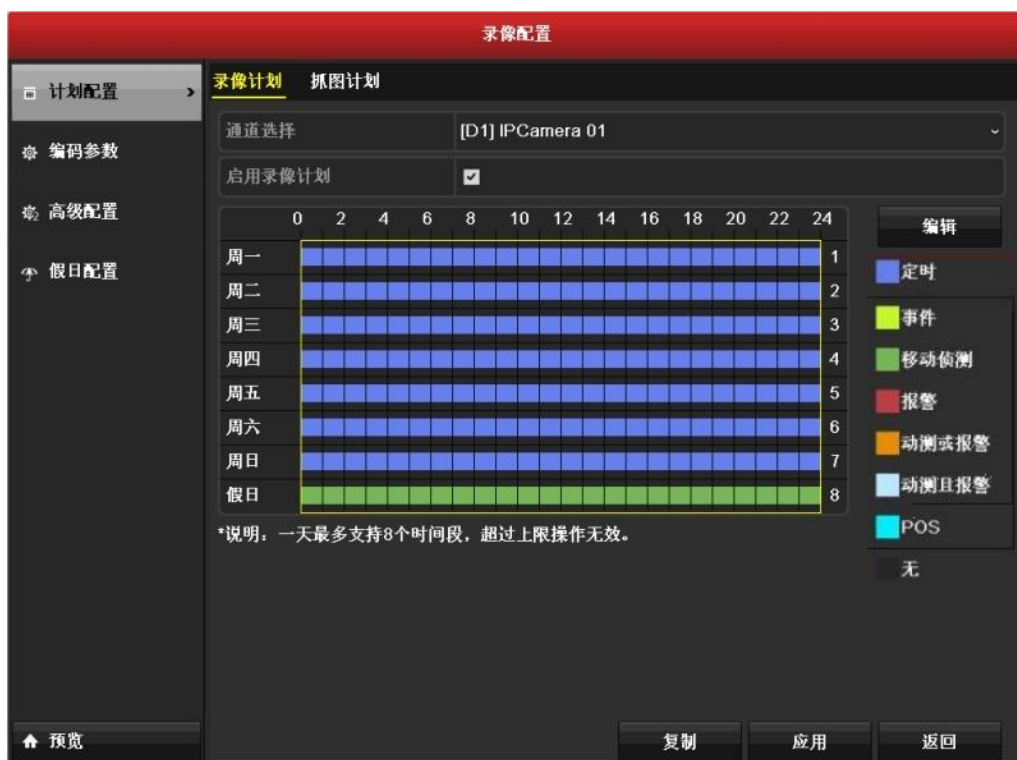 录像配置
计划配置
编码参数
高级配置
假日配置
录像计划 抓图计划
通道选择 [D1] IPCamera 01
启用录像计划
0 2 4 6 8 10 12 14 16 18 20 22 24
编辑
周一 1
周二 2
周三 3
周四 4
周五 5
周六 6
周日 7
假日 8
定时
事件
移动侦测
报警
动测或报警
动测且报警
POS
无
*说明：一天最多支持8个时间段，超过上限操作无效。
预览
复制 应用 返回